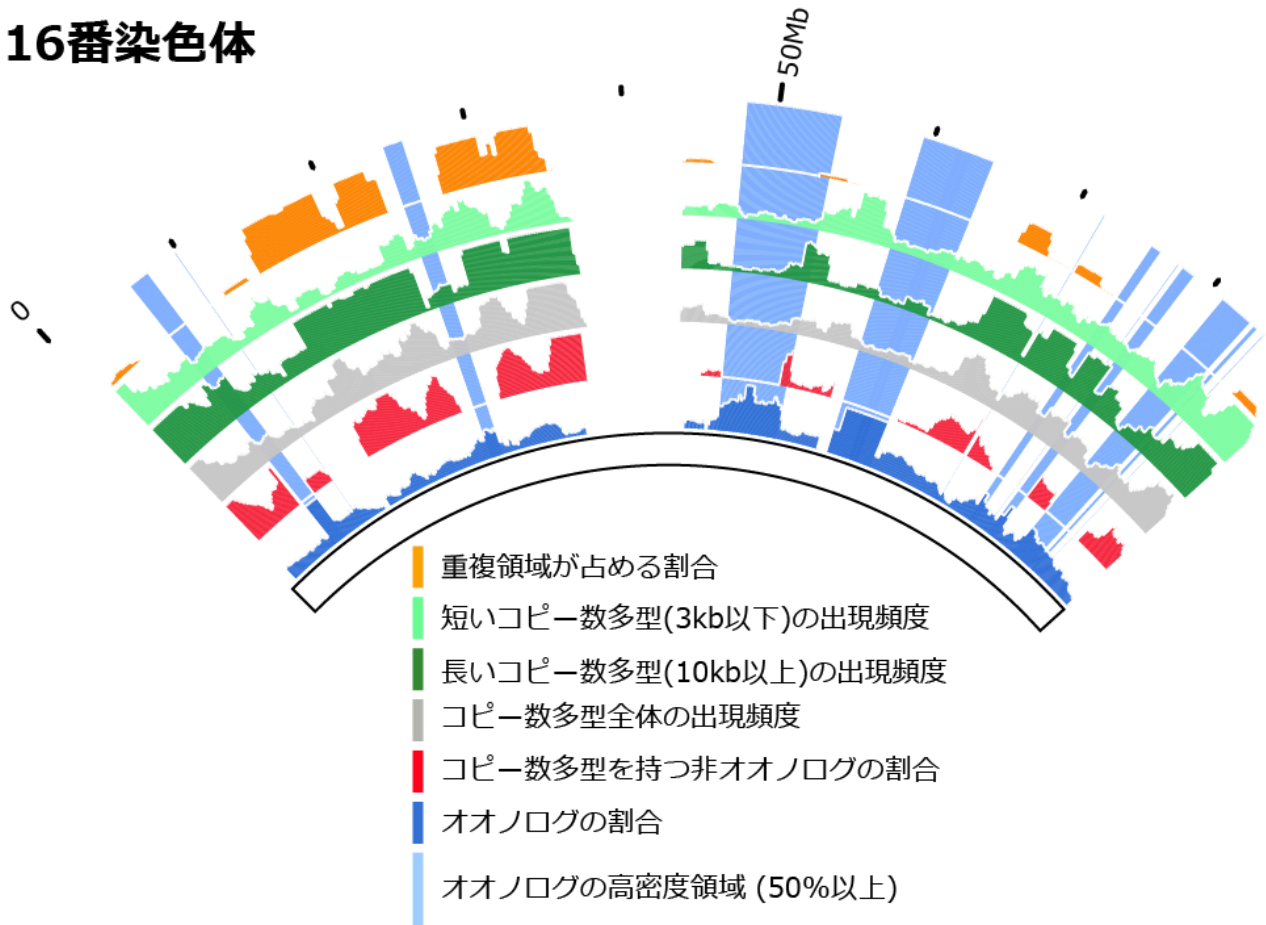 16番染色体
50Mb
0
重複領域が占める割合
短いコピー数多型(3kb以下)の出現頻度
長いコピー数多型(10kb以上)の出現頻度
コピー数多型全体の出現頻度
コピー数多型を持つ非オオノログの割合
オオノログの割合
オオノログの高密度領域 (50%以上)